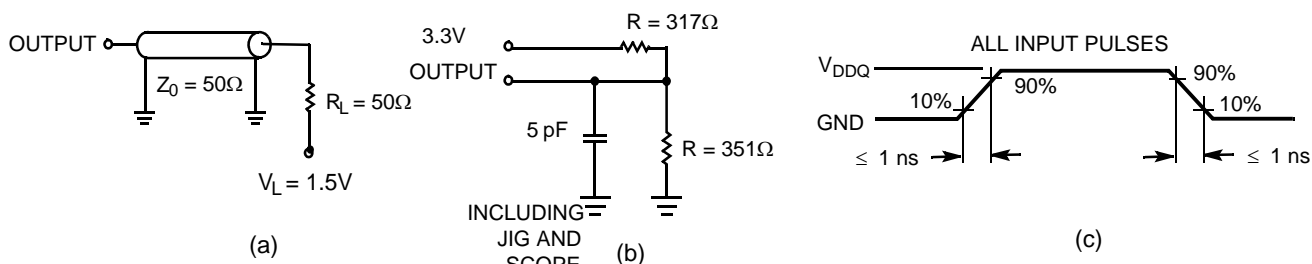 OUTPUT
Z0 = 50Ω
RL = 50Ω
VL = 1.5V
(a)
3.3V
OUTPUT
R = 317Ω
5 pF
R = 351Ω
INCLUDING
JIG AND
SCOPE
(b)
ALL INPUT PULSES
VDDQ
GND
10%
90%
90%
10%
≤ 1 ns
≤ 1 ns
(c)